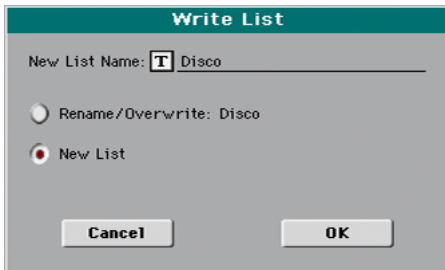 Write List
New List Name: T Disco
Rename/Overwrite: Disco
New List
Cancel OK